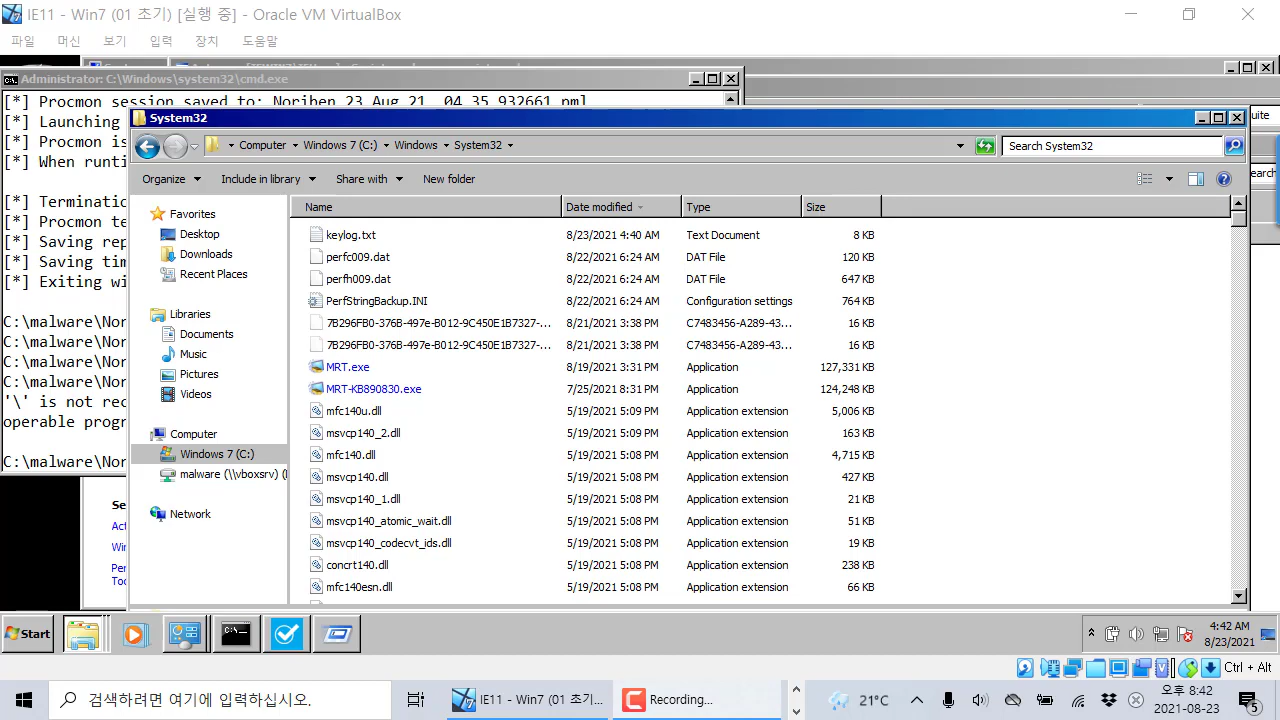 IE11 - Win7 (01 초기) [실행 중] - Oracle VM VirtualBox
파일 머신 보기 입력 장치 도움말
Administrator: C:\Windows\system32\cmd.exe
[*] Procmon session saved to: Noriben_23_Aug_21__04_35_932661.pml
[*] Launching
[*] Procmon is
[*] When runti
[*] Terminatio
[*] Procmon te
[*] Saving rep
[*] Saving tim
[*] Exiting wi
C:\malware\Nor
C:\malware\Nor
C:\malware\Nor
C:\malware\Nor
'\' is not rec
operable progr
C:\malware\Nor
System32
Computer Windows 7 (C:) Windows System32
Search System32
Organize Include in library Share with New folder
Favorites
Desktop
Downloads
Recent Places
Libraries
Documents
Music
Pictures
Videos
Computer
Windows 7 (C:)
malware (\\vboxsrv) (
Network
Name Date modified Type Size
keylog.txt 8/23/2021 4:40 AM Text Document 8 KB
perfc009.dat 8/22/2021 6:24 AM DAT File 120 KB
perfh009.dat 8/22/2021 6:24 AM DAT File 647 KB
PerfStringBackup.INI 8/22/2021 6:24 AM Configuration settings 764 KB
7B296FB0-376B-497e-B012-9C450E1B7327-... 8/21/2021 3:38 PM C7483456-A289-43... 16 KB
7B296FB0-376B-497e-B012-9C450E1B7327-... 8/21/2021 3:38 PM C7483456-A289-43... 16 KB
MRT.exe 8/19/2021 3:31 PM Application 127,331 KB
MRT-KB890830.exe 7/25/2021 8:31 PM Application 124,248 KB
mfc140u.dll 5/19/2021 5:09 PM Application extension 5,006 KB
msvcp140_2.dll 5/19/2021 5:09 PM Application extension 163 KB
mfc140.dll 5/19/2021 5:09 PM Application extension 4,715 KB
msvcp140.dll 5/19/2021 5:08 PM Application extension 427 KB
msvcp140_1.dll 5/19/2021 5:08 PM Application extension 21 KB
msvcp140_atomic_wait.dll 5/19/2021 5:08 PM Application extension 51 KB
msvcp140_codecvt_ids.dll 5/19/2021 5:08 PM Application extension 19 KB
concrt140.dll 5/19/2021 5:08 PM Application extension 238 KB
mfc140esn.dll 5/19/2021 5:08 PM Application extension 66 KB
uite
earch
Se
Act
Win
Per
Too
Start
4:42 AM
8/23/2021
Ctrl + Alt
검색하려면 여기에 입력하십시오.
IE11 - Win7 (01 초기...
Recording...
21°C
오후 8:42
2021-08-23
5